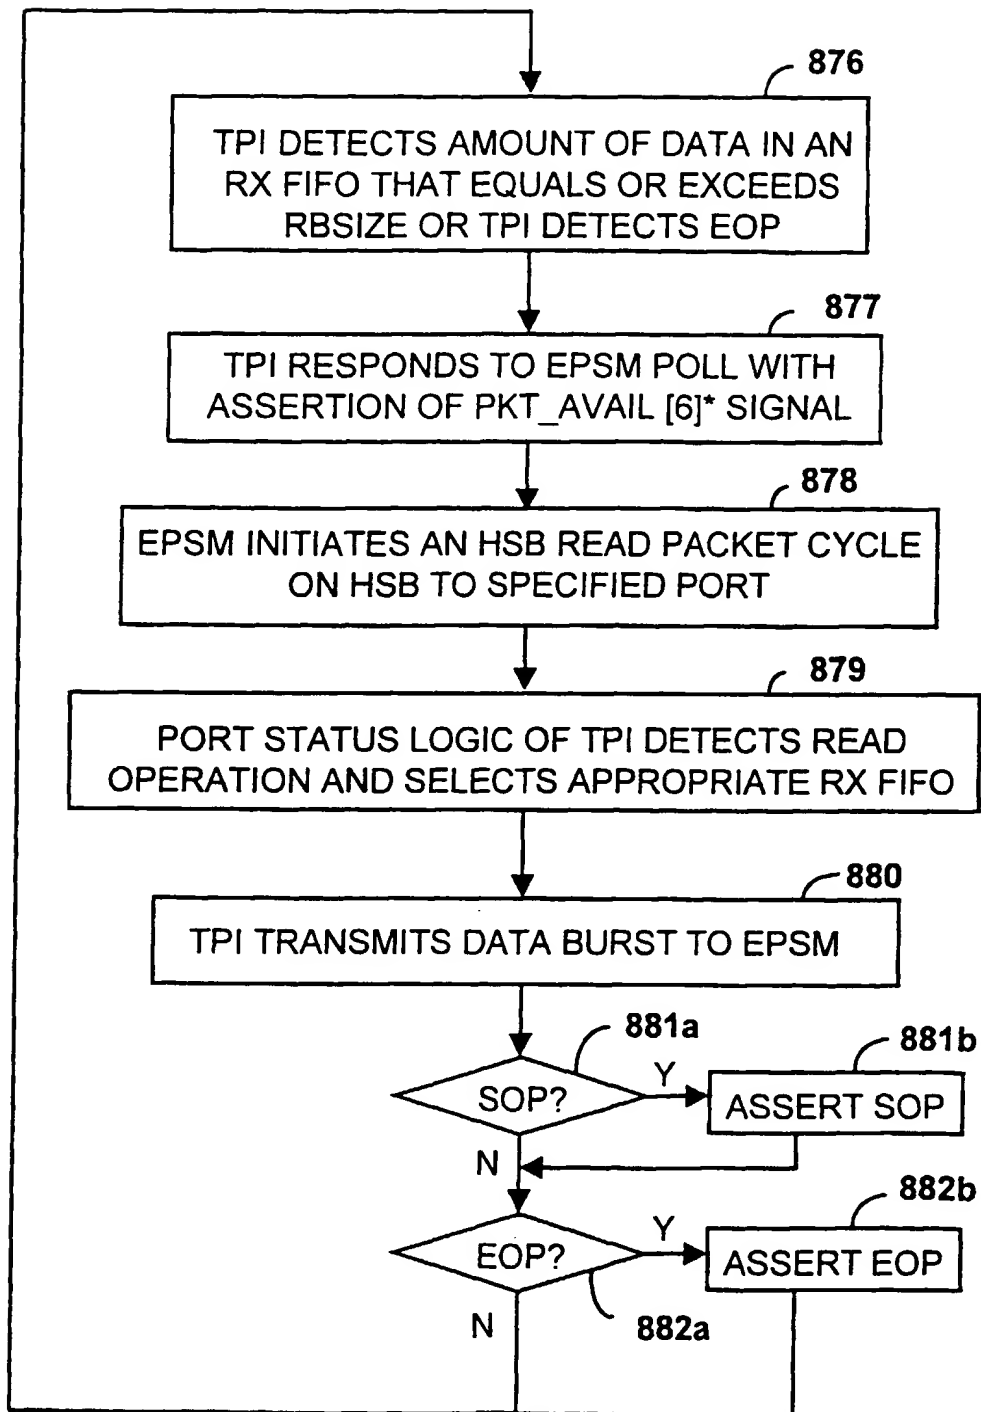 876
TPI DETECTS AMOUNT OF DATA IN AN
RX FIFO THAT EQUALS OR EXCEEDS
RBSIZE OR TPI DETECTS EOP
877
TPI RESPONDS TO EPSM POLL WITH
ASSERTION OF PKT_AVAIL [6]* SIGNAL
878
EPSM INITIATES AN HSB READ PACKET CYCLE
ON HSB TO SPECIFIED PORT
879
PORT STATUS LOGIC OF TPI DETECTS READ
OPERATION AND SELECTS APPROPRIATE RX FIFO
880
TPI TRANSMITS DATA BURST TO EPSM
881a
SOP?
Y
881b
ASSERT SOP
N
882b
EOP?
Y
ASSERT EOP
N
882a